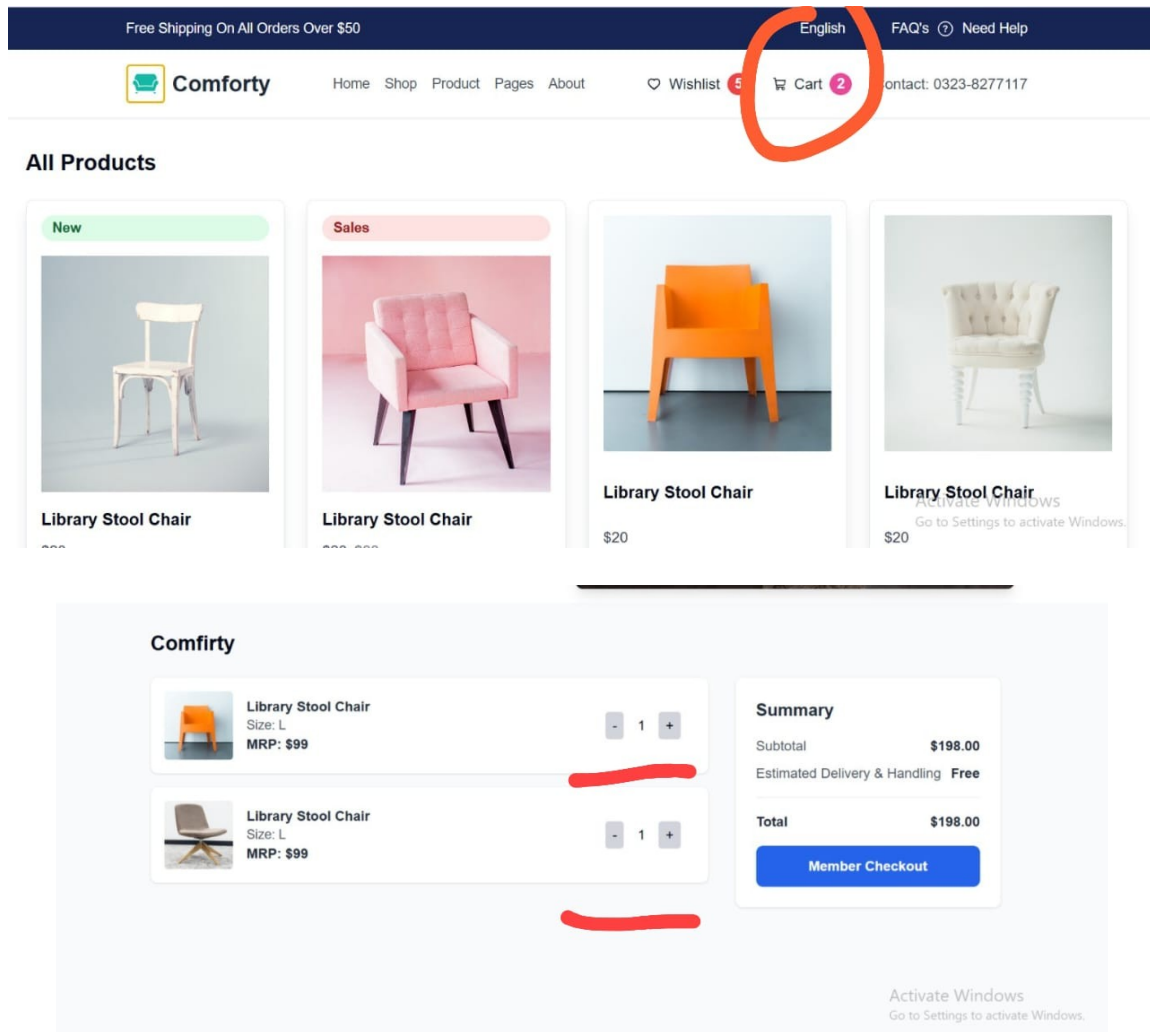 Free Shipping On All Orders Over $50 English FAQ's Need Help
Comforty Home Shop Product Pages About Wishlist 5 Cart 2 ontact: 0323-8277117
All Products
New
Sales
Library Stool Chair
Library Stool Chair
Library Stool Chair
$20
Library Stool Chair
$20
Activate Windows
Go to Settings to activate Windows.
Comfirty
Library Stool Chair
Size: L
MRP: $99
- 1 +
Library Stool Chair
Size: L
MRP: $99
- 1 +
Summary
Subtotal $198.00
Estimated Delivery & Handling Free
Total $198.00
Member Checkout
Activate Windows
Go to Settings to activate Windows.